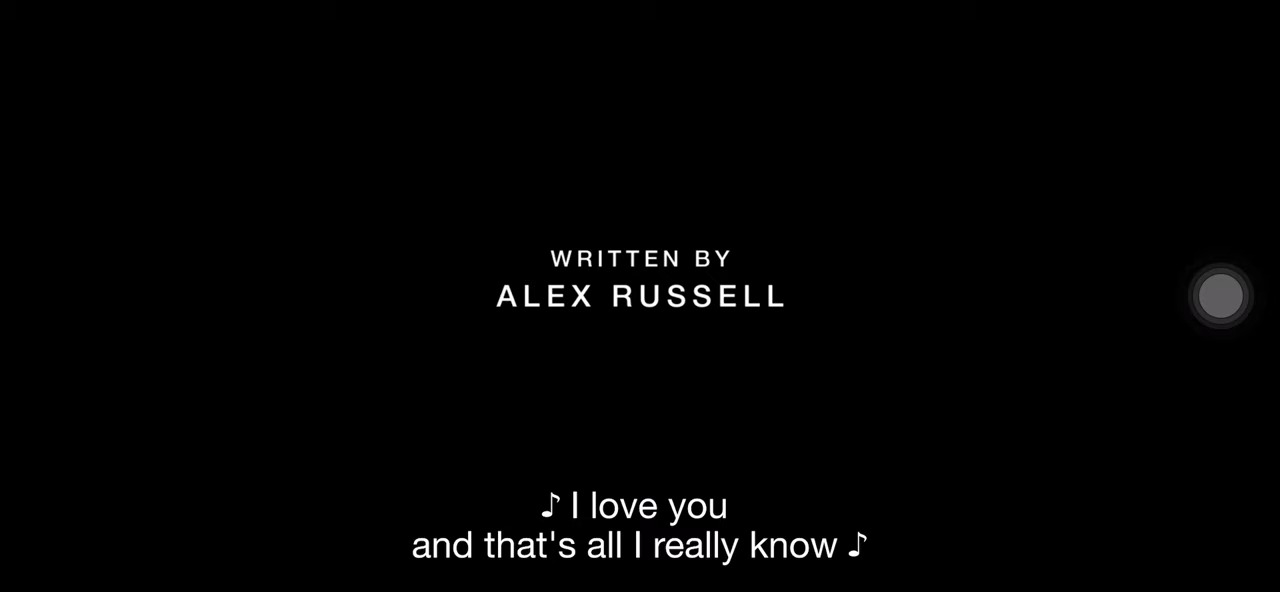 WRITTEN BY
ALEX RUSSELL
♪ I love you
and that's all I really know ♪